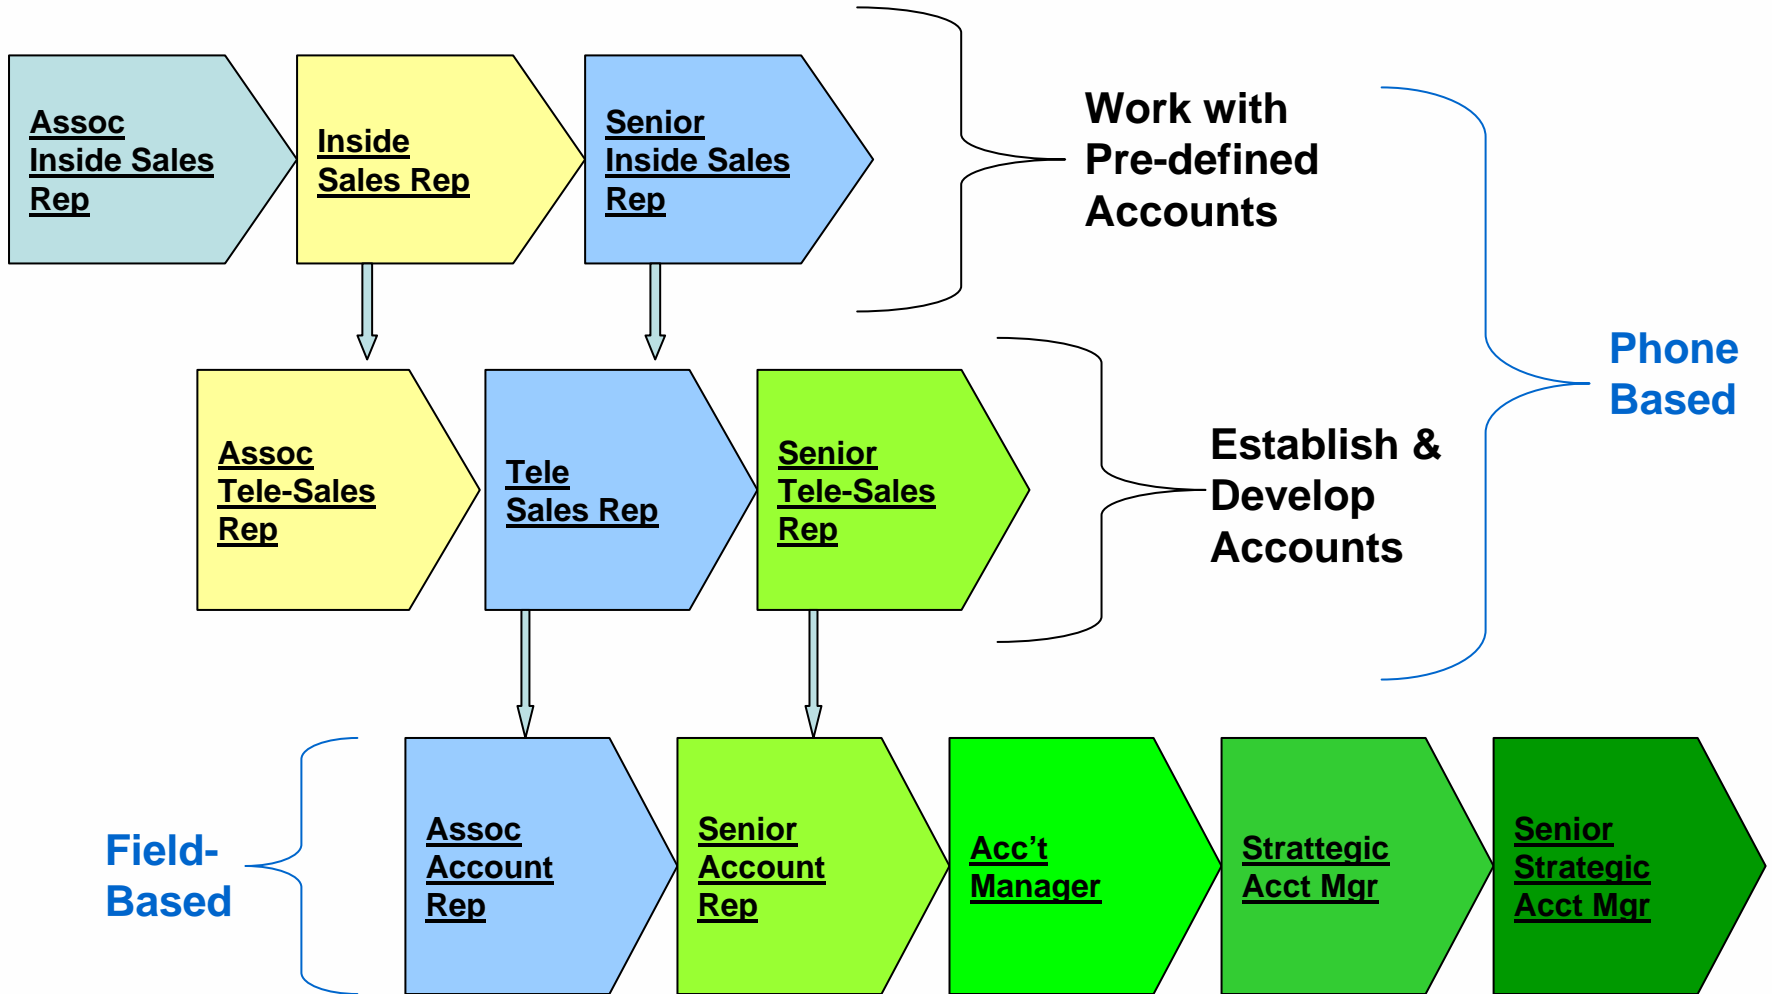 Assoc
Inside Sales
Rep
Inside
Sales Rep
Senior
Inside Sales
Rep
Work with
Pre-defined
Accounts
Assoc
Tele-Sales
Rep
Tele
Sales Rep
Senior
Tele-Sales
Rep
Establish &
Develop
Accounts
Phone
Based
Field-
Based
Assoc
Account
Rep
Senior
Account
Rep
Acc’t
Manager
Strattegic
Acct Mgr
Senior
Strategic
Acct Mgr